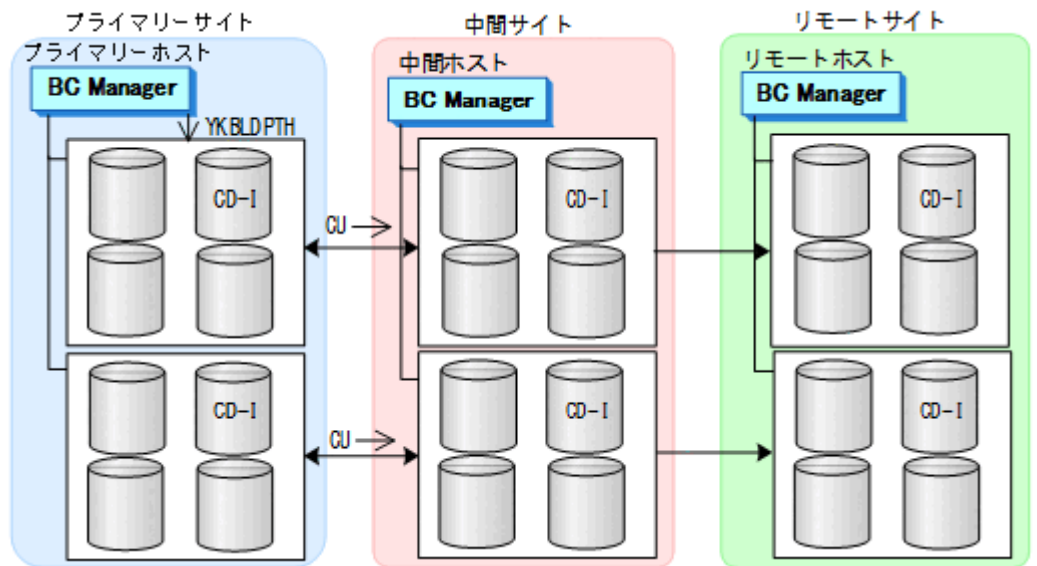 プライマリーサイト
中間サイト
リモートサイト
プライマリーホスト
中間ホスト
リモートホスト
BC Manager
BC Manager
BC Manager
YKBLDPTH
CD-I
CD-I
CD-I
CU
CD-I
CD-I
CD-I
CU